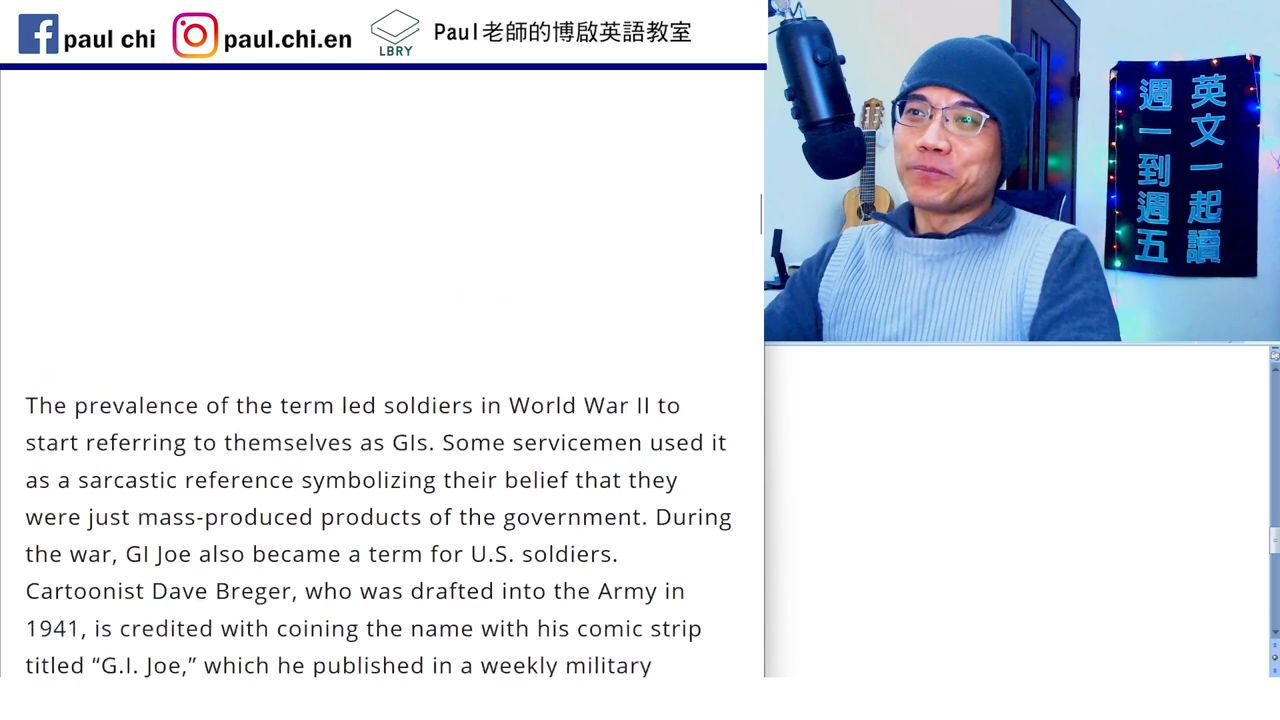 paul chi
paul.chi.en
LBRY
Paul老師的博啟英語教室
英文一起讀
週一到週五
The prevalence of the term led soldiers in World War II to
start referring to themselves as GIs. Some servicemen used it
as a sarcastic reference symbolizing their belief that they
were just mass-produced products of the government. During
the war, GI Joe also became a term for U.S. soldiers.
Cartoonist Dave Breger, who was drafted into the Army in
1941, is credited with coining the name with his comic strip
titled “G.I. Joe,” which he published in a weekly military